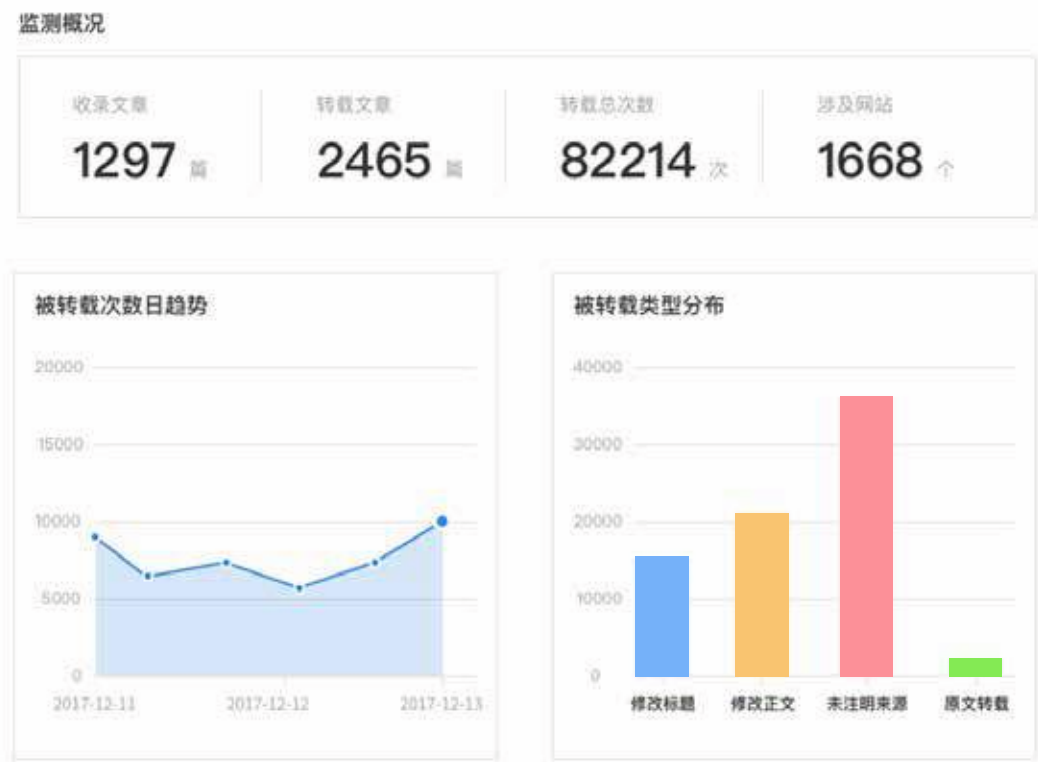 监测概况
收录文章 转载文章 转载总次数 涉及网站
1297 篇 2465 篇 82214 次 1668 个
被转载次数日趋势
20000
15000
10000
5000
0
2017-12-11 2017-12-12 2017-12-13
被转载类型分布
40000
30000
20000
10000
0
修改标题 修改正文 未注明来源 原文转载